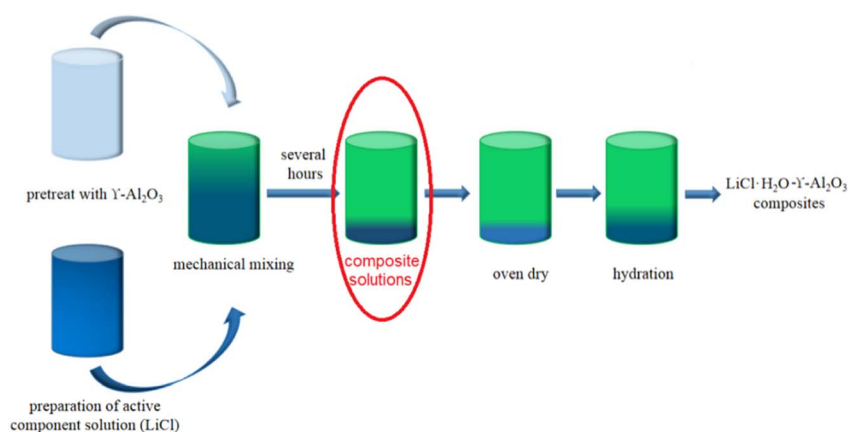 pretreat with ϒ-Al₂O₃
preparation of active
component solution (LiCl)
mechanical mixing
several
hours
composite
solutions
oven dry
hydration
LiCl·H₂O-ϒ-Al₂O₃
composites